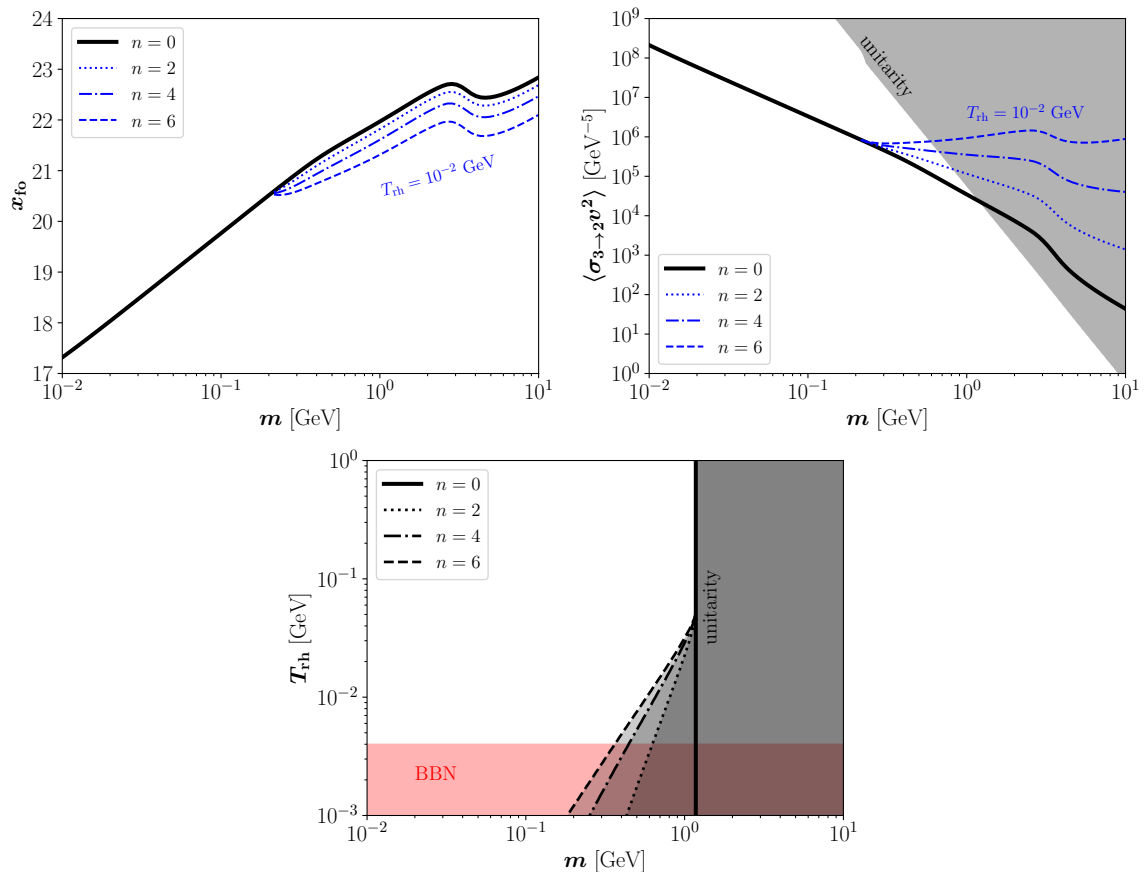 24
23
22
21
20
19
18
17
x_fo
n = 0
n = 2
n = 4
n = 6
T_rh = 10^-2 GeV
10^-2
10^-1
10^0
10^1
m [GeV]
10^9
10^8
10^7
10^6
10^5
10^4
10^3
10^2
10^1
10^0
⟨σ_3→2 v^2⟩ [GeV^-5]
unitarity
T_rh = 10^-2 GeV
n = 0
n = 2
n = 4
n = 6
10^-2
10^-1
10^0
10^1
m [GeV]
10^0
10^-1
10^-2
10^-3
T_rh [GeV]
n = 0
n = 2
n = 4
n = 6
unitarity
BBN
10^-2
10^-1
10^0
10^1
m [GeV]